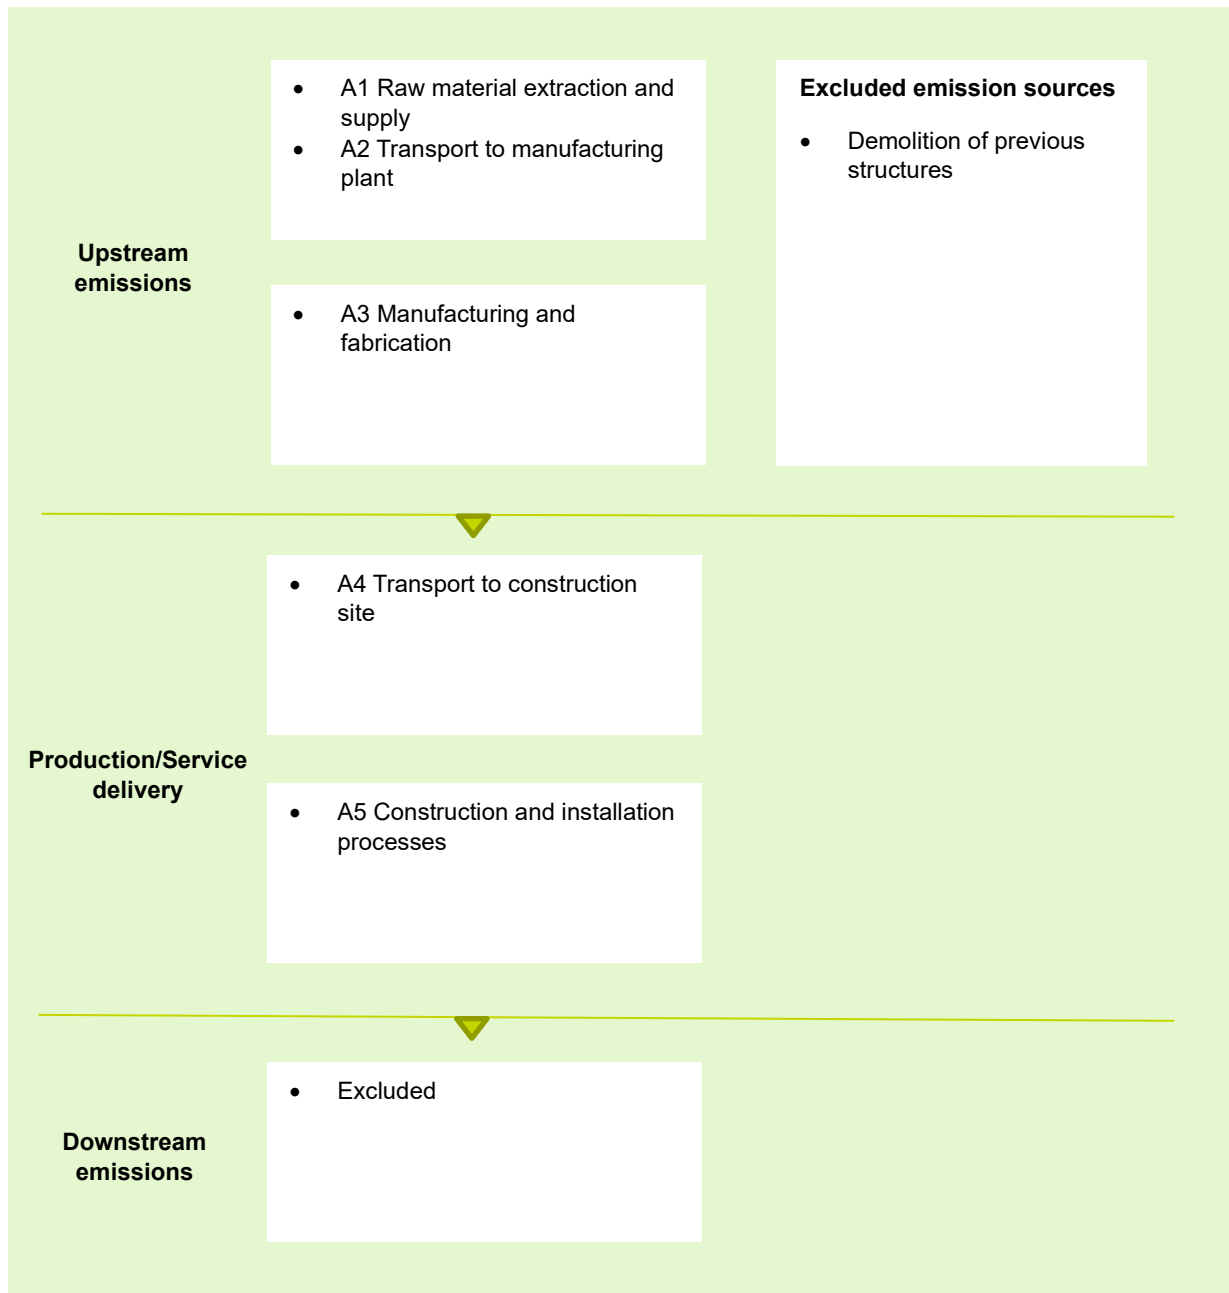 Upstream
emissions
• A1 Raw material extraction and
supply
• A2 Transport to manufacturing
plant
• A3 Manufacturing and
fabrication
Excluded emission sources
• Demolition of previous
structures
Production/Service
delivery
• A4 Transport to construction
site
• A5 Construction and installation
processes
Downstream
emissions
• Excluded